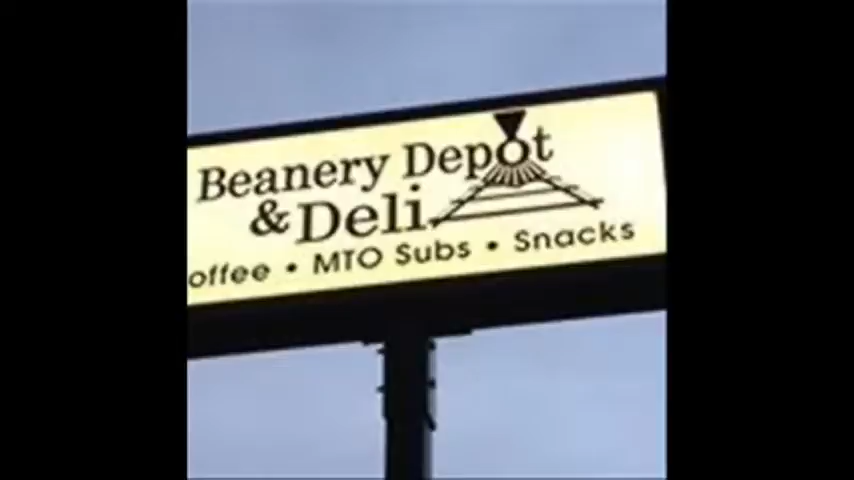 Beanery Depot
& Deli
offee • MTO Subs • Snacks